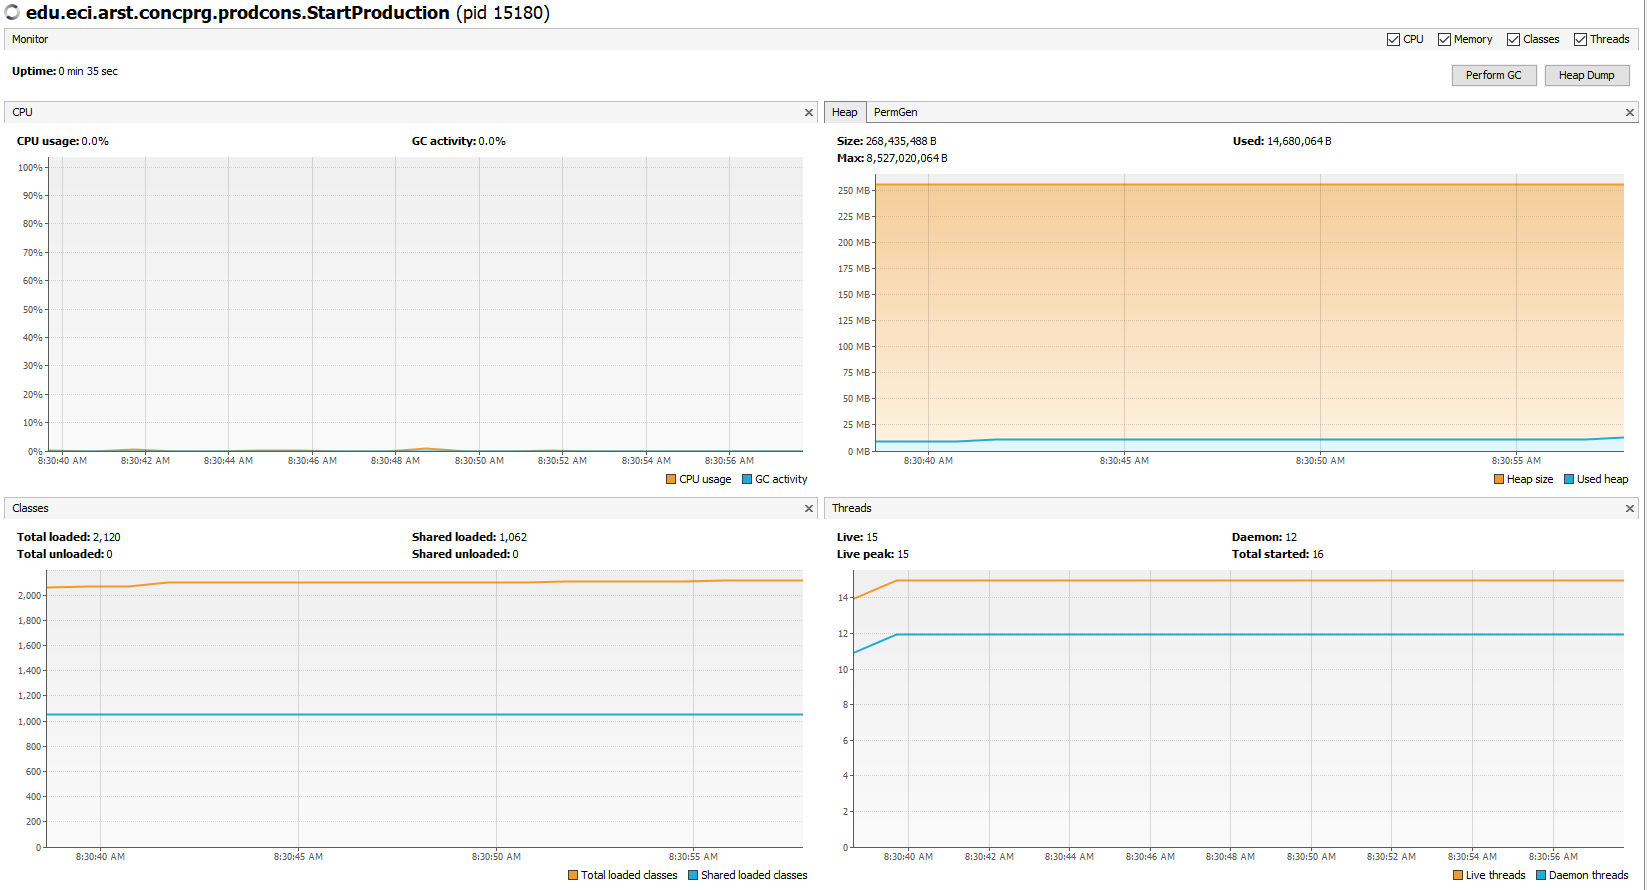 edu.eci.arst.concprg.prodcons.StartProduction (pid 15180)
Monitor
CPU Memory Classes Threads
Uptime: 0 min 35 sec
Perform GC Heap Dump
CPU
CPU usage: 0.0% GC activity: 0.0%
100%
90%
80%
70%
60%
50%
40%
30%
20%
10%
0%
8:30:40 AM 8:30:42 AM 8:30:44 AM 8:30:46 AM 8:30:48 AM 8:30:50 AM 8:30:52 AM 8:30:54 AM 8:30:56 AM
CPU usage GC activity
Heap PermGen
Size: 268,435,488 B Used: 14,680,064 B
Max: 8,527,020,064 B
250 MB
225 MB
200 MB
175 MB
150 MB
125 MB
100 MB
75 MB
50 MB
25 MB
0 MB
8:30:40 AM 8:30:45 AM 8:30:50 AM 8:30:55 AM
Heap size Used heap
Classes
Total loaded: 2,120 Shared loaded: 1,062
Total unloaded: 0 Shared unloaded: 0
2,000
1,800
1,600
1,400
1,200
1,000
800
600
400
200
0
8:30:40 AM 8:30:45 AM 8:30:50 AM 8:30:55 AM
Total loaded classes Shared loaded classes
Threads
Live: 15 Daemon: 12
Live peak: 15 Total started: 16
14
12
10
8
6
4
2
0
8:30:40 AM 8:30:42 AM 8:30:44 AM 8:30:46 AM 8:30:48 AM 8:30:50 AM 8:30:52 AM 8:30:54 AM 8:30:56 AM
Live threads Daemon threads